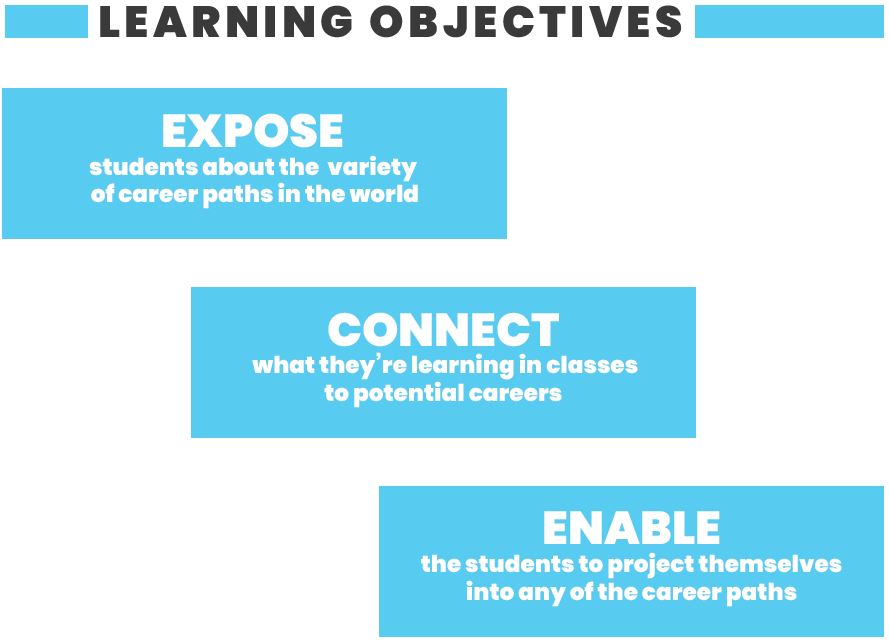 LEARNING OBJECTIVES
EXPOSE
students about the variety
of career paths in the world
CONNECT
what they're learning in classes
to potential careers
ENABLE
the students to project themselves
into any of the career paths